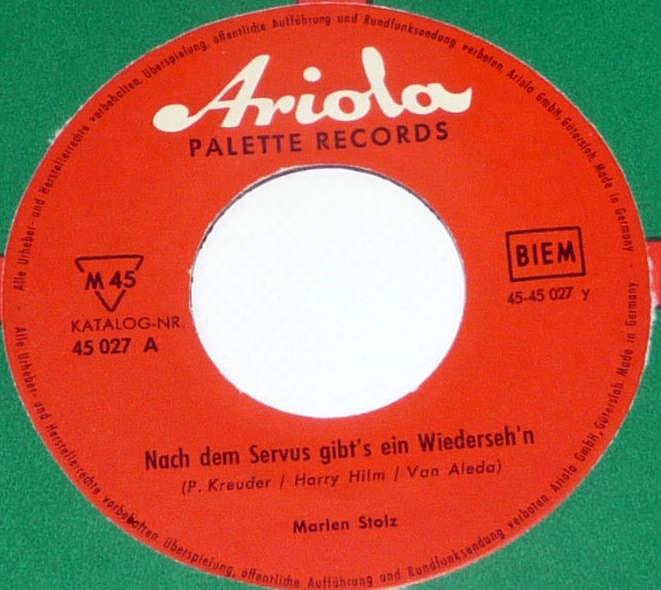 Alle Urheber- und Herstellerrechte vorbehalten. Überspielung, öffentliche Aufführung und Rundfunksendung verboten. Ariola GmbH, Gütersloh. Made in Germany
Ariola
PALETTE RECORDS
M 45
KATALOG-NR.
45 027 A
BIEM
45-45 027 y
Nach dem Servus gibt's ein Wiederseh'n
(P. Kreuder / Harry Hilm / Van Aleda)
Marlen Stolz
Alle Urheber- und Herstellerrechte vorbehalten. Überspielung, öffentliche Aufführung und Rundfunksendung verboten. Ariola GmbH, Gütersloh. Made in Germany